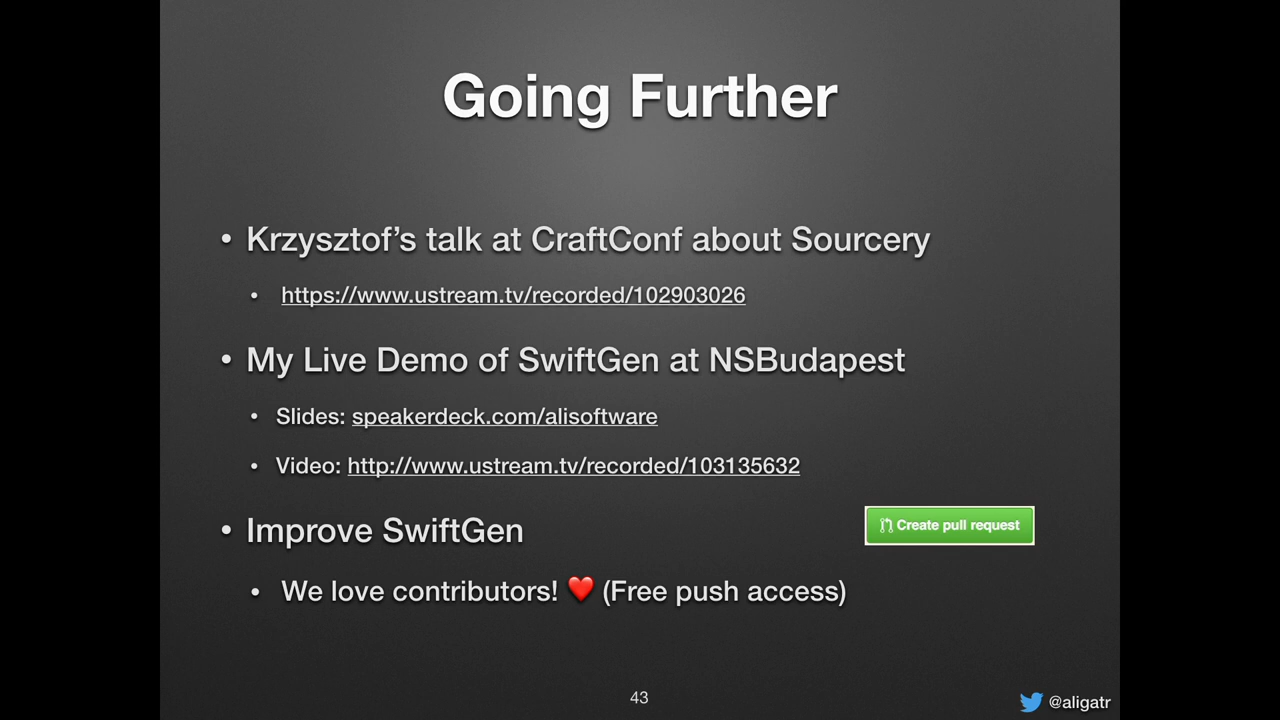 Going Further
• Krzysztof’s talk at CraftConf about Sourcery
• https://www.ustream.tv/recorded/102903026
• My Live Demo of SwiftGen at NSBudapest
• Slides: speakerdeck.com/alisoftware
• Video: http://www.ustream.tv/recorded/103135632
• Improve SwiftGen
Create pull request
• We love contributors! ❤️ (Free push access)
43
@aligatr